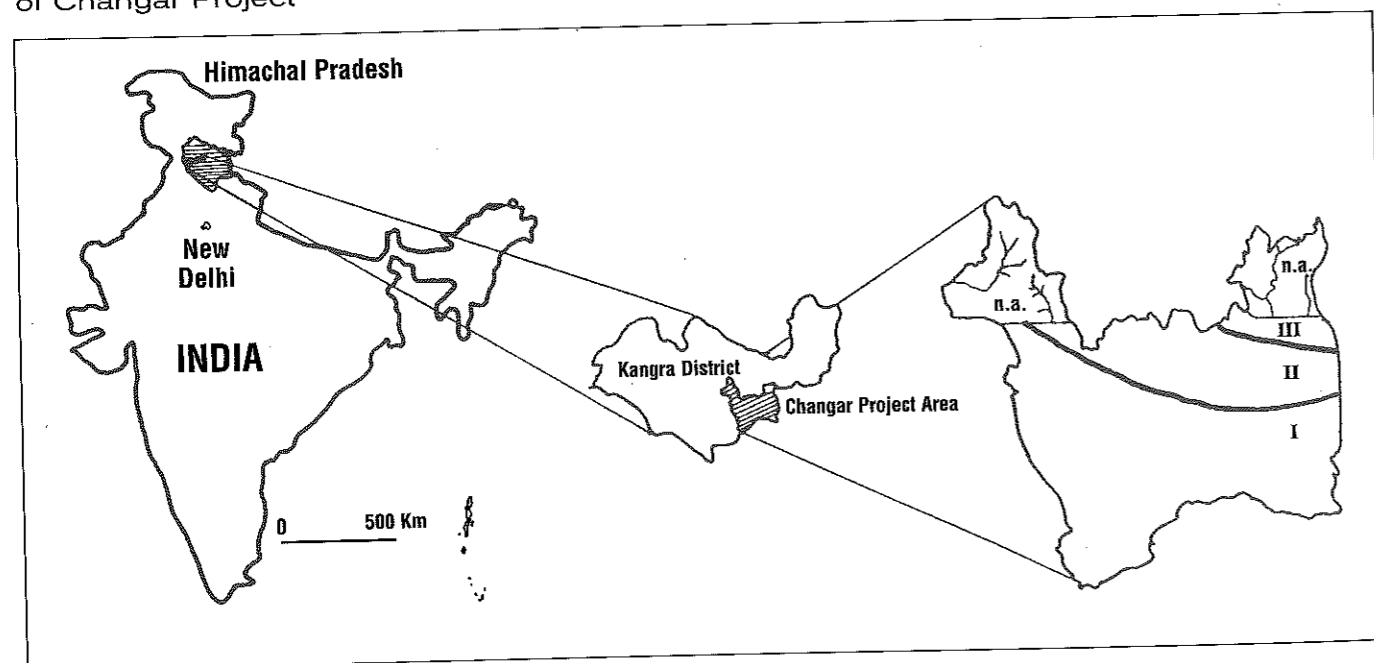 of Changar Project
Himachal Pradesh
New
Delhi
INDIA
0 500 Km
Kangra District
Changar Project Area
n.a.
n.a.
III
II
I